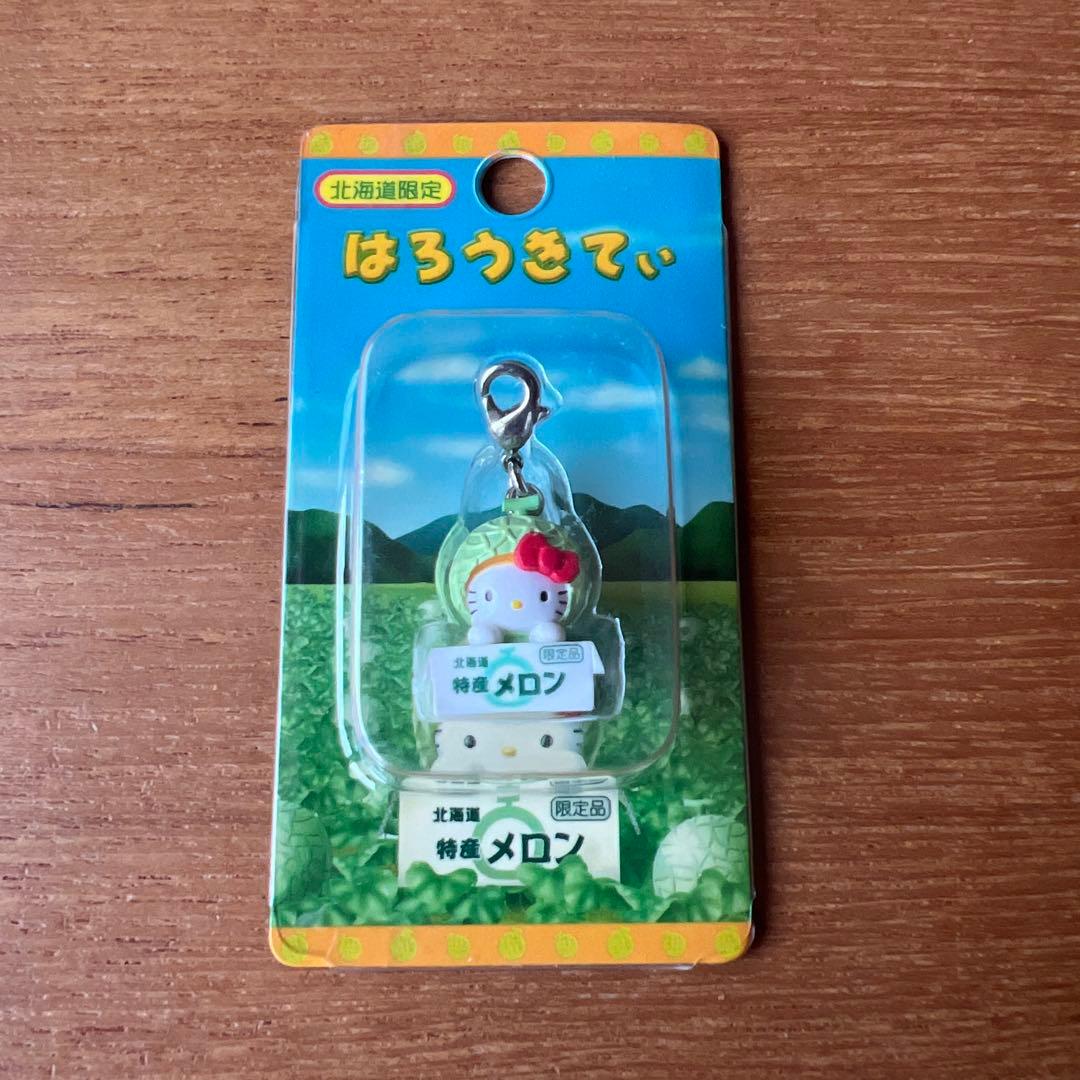 北海道限定
はろうきてぃ
北海道
限定品
特産 メロン
北海道
限定品
特産 メロン